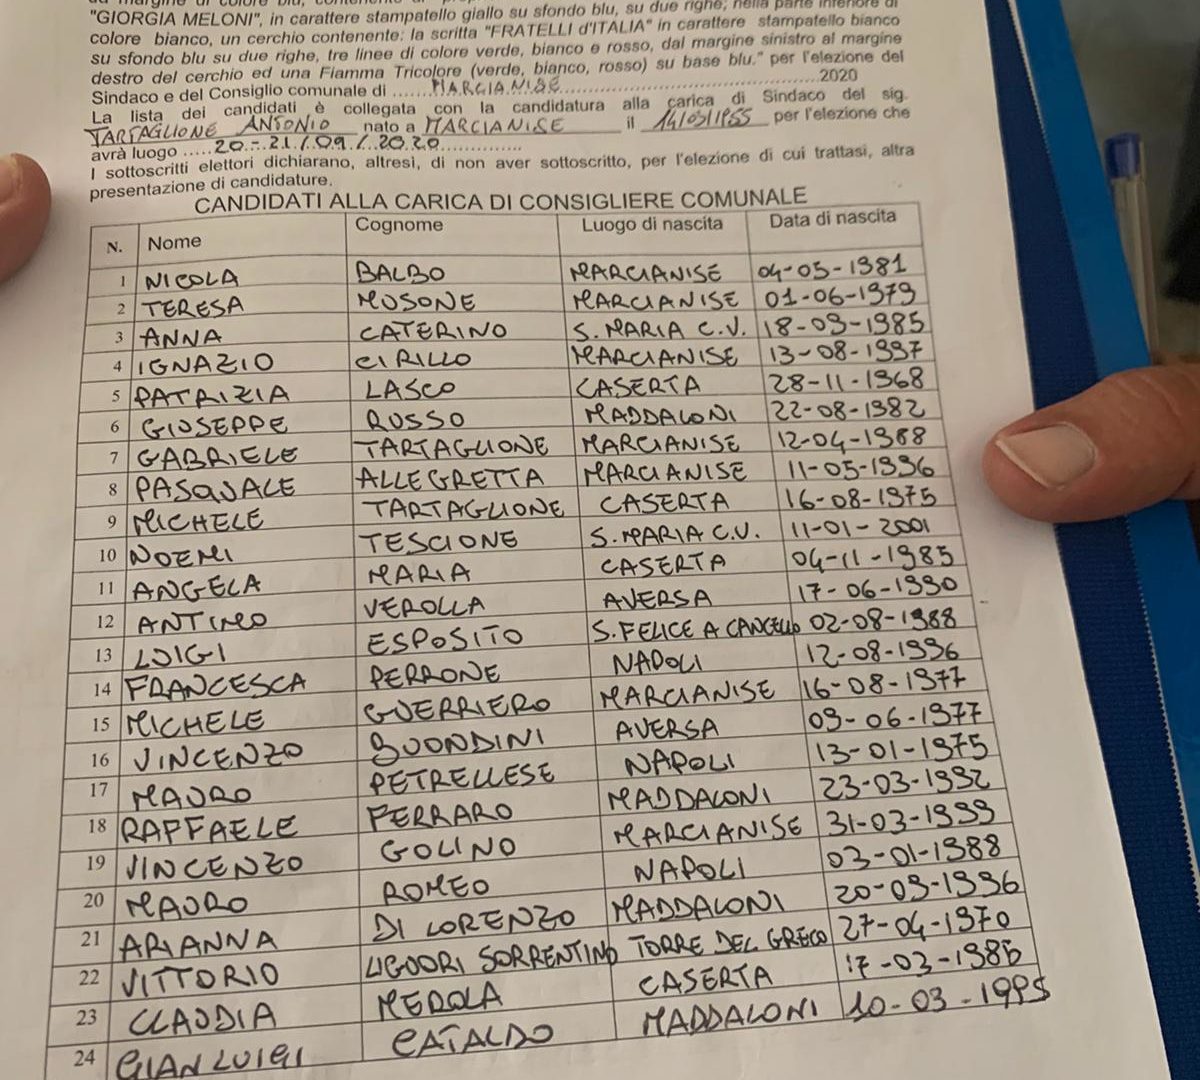 "GIORGIA MELONI", in carattere stampatello giallo su sfondo blu, su due righe; nella parte inferiore di
colore bianco, un cerchio contenente: la scritta "FRATELLI d'ITALIA" in carattere stampatello bianco
su sfondo blu su due righe, tre linee di colore verde, bianco e rosso, dal margine sinistro al margine
destro del cerchio ed una Fiamma Tricolore (verde, bianco, rosso) su base blu." per l'elezione del
Sindaco e del Consiglio comunale di ......MARCIANISE..............................................2020
La lista dei candidati è collegata con la candidatura alla carica di Sindaco del sig.
TARTAGLIONE ANTONIO nato a MARCIANISE il 14/03/1955 per l'elezione che
avrà luogo .....20-21/09/2020...............
I sottoscritti elettori dichiarano, altresì, di non aver sottoscritto, per l'elezione di cui trattasi, altra
presentazione di candidature.
CANDIDATI ALLA CARICA DI CONSIGLIERE COMUNALE
N. Nome Cognome Luogo di nascita Data di nascita
1 NICOLA BALBO MARCIANISE 04-05-1981
2 TERESA MUSONE MARCIANISE 01-06-1979
3 ANNA CATERINO S. MARIA C.V. 18-09-1985
4 IGNAZIO CIRILLO MARCIANISE 13-08-1997
5 PATRIZIA LASCO CASERTA 28-11-1968
6 GIUSEPPE RUSSO MADDALONI 22-08-1982
7 GABRIELE TARTAGLIONE MARCIANISE 12-04-1988
8 PASQUALE ALLEGRETTA MARCIANISE 11-05-1996
9 MICHELE TARTAGLIONE CASERTA 16-08-1975
10 NOEMI TESCIONE S. MARIA C.V. 11-01-2001
11 ANGELA MARIA CASERTA 04-11-1985
12 ANTIMO VEROLLA AVERSA 17-06-1990
13 LUIGI ESPOSITO S. FELICE A CANCELLO 02-08-1988
14 FRANCESCA PERRONE NAPOLI 12-08-1996
15 MICHELE GUERRIERO MARCIANISE 16-08-1977
16 VINCENZO BUONDINI AVERSA 09-06-1977
17 MAURO PETRELLESE NAPOLI 13-01-1975
18 RAFFAELE FERRARO MADDALONI 23-03-1992
19 VINCENZO GOLINO MARCIANISE 31-03-1999
20 MAURO ROMEO NAPOLI 03-01-1988
21 ARIANNA DI LORENZO MADDALONI 20-09-1996
22 VITTORIO LIGUORI SORRENTINO TORRE DEL GRECO 27-04-1970
23 CLAUDIA MEROLA CASERTA 17-03-1986
24 GIANLUIGI CATALDO MADDALONI 10-03-1995